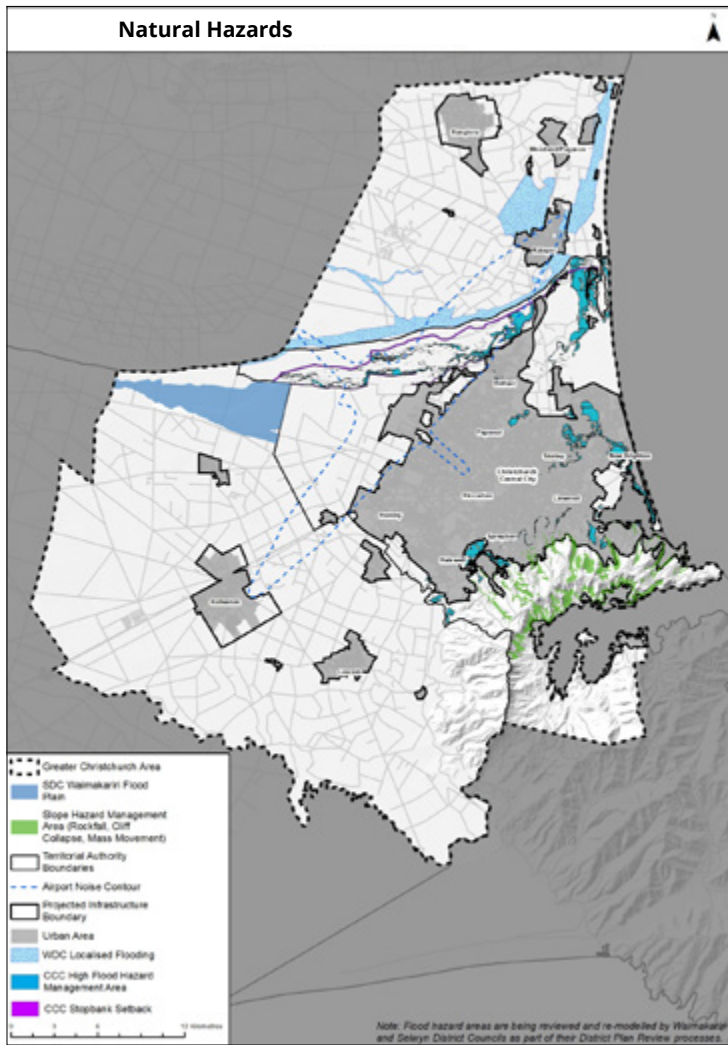 Natural Hazards
Rangiora
Kaiapoi
Belfast
Papanui
Shirley
New Brighton
Christchurch
Central City
Riccarton
Linwood
Hornby
Halswell
Rolleston
Lincoln
Greater Christchurch Area
SDC Waimakariri Flood
Plain
Slope Hazard Management
Area (Rockfall, Cliff
Collapse, Mass Movement)
Territorial Authority
Boundaries
Airport Noise Contour
Projected Infrastructure
Boundary
Urban Area
WDC Localised Flooding
CCC High Flood Hazard
Management Area
CCC Stopbank Setback
Note: Flood hazard areas are being reviewed and re-modelled by Waimakariri
and Selwyn District Councils as part of their District Plan Review processes.